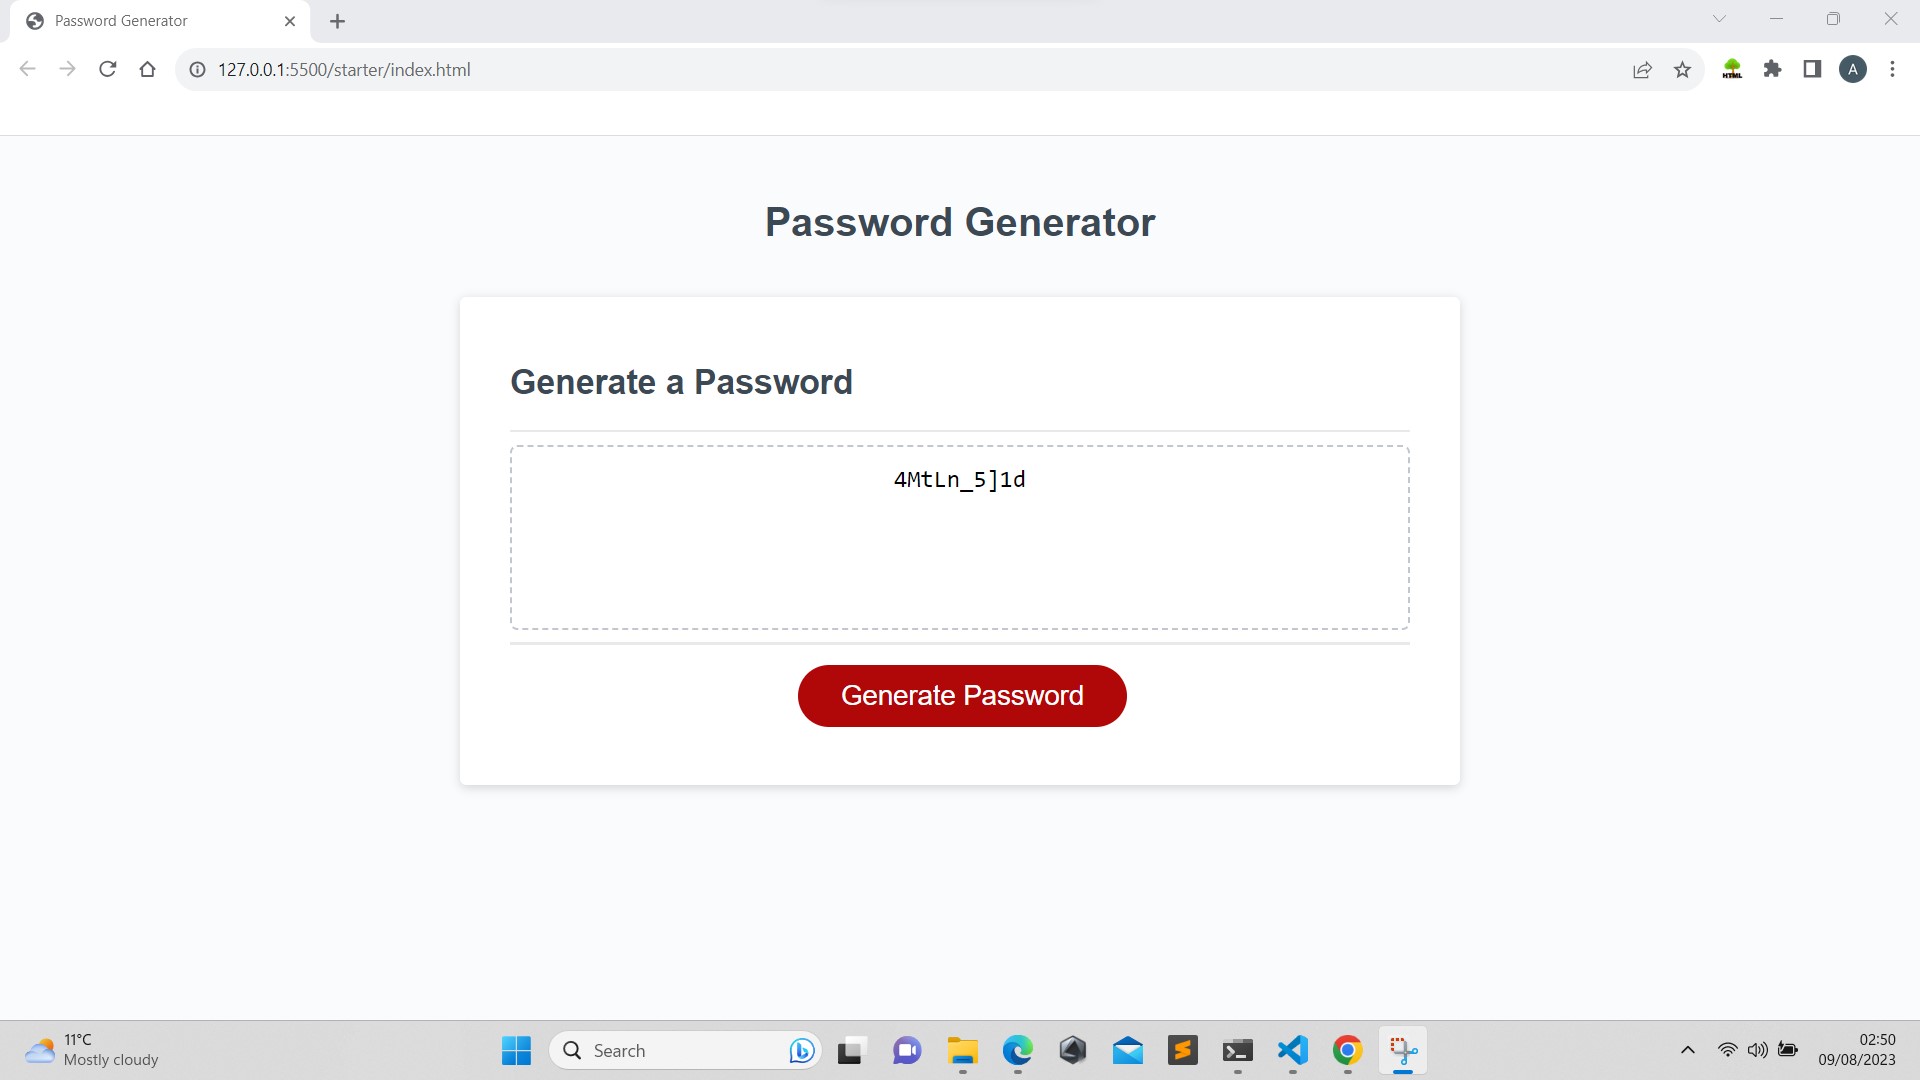 Password Generator
127.0.0.1:5500/starter/index.html
HTML
A
Password Generator
Generate a Password
4MtLn_5]1d
Generate Password
11°C
Mostly cloudy
Search
02:50
09/08/2023